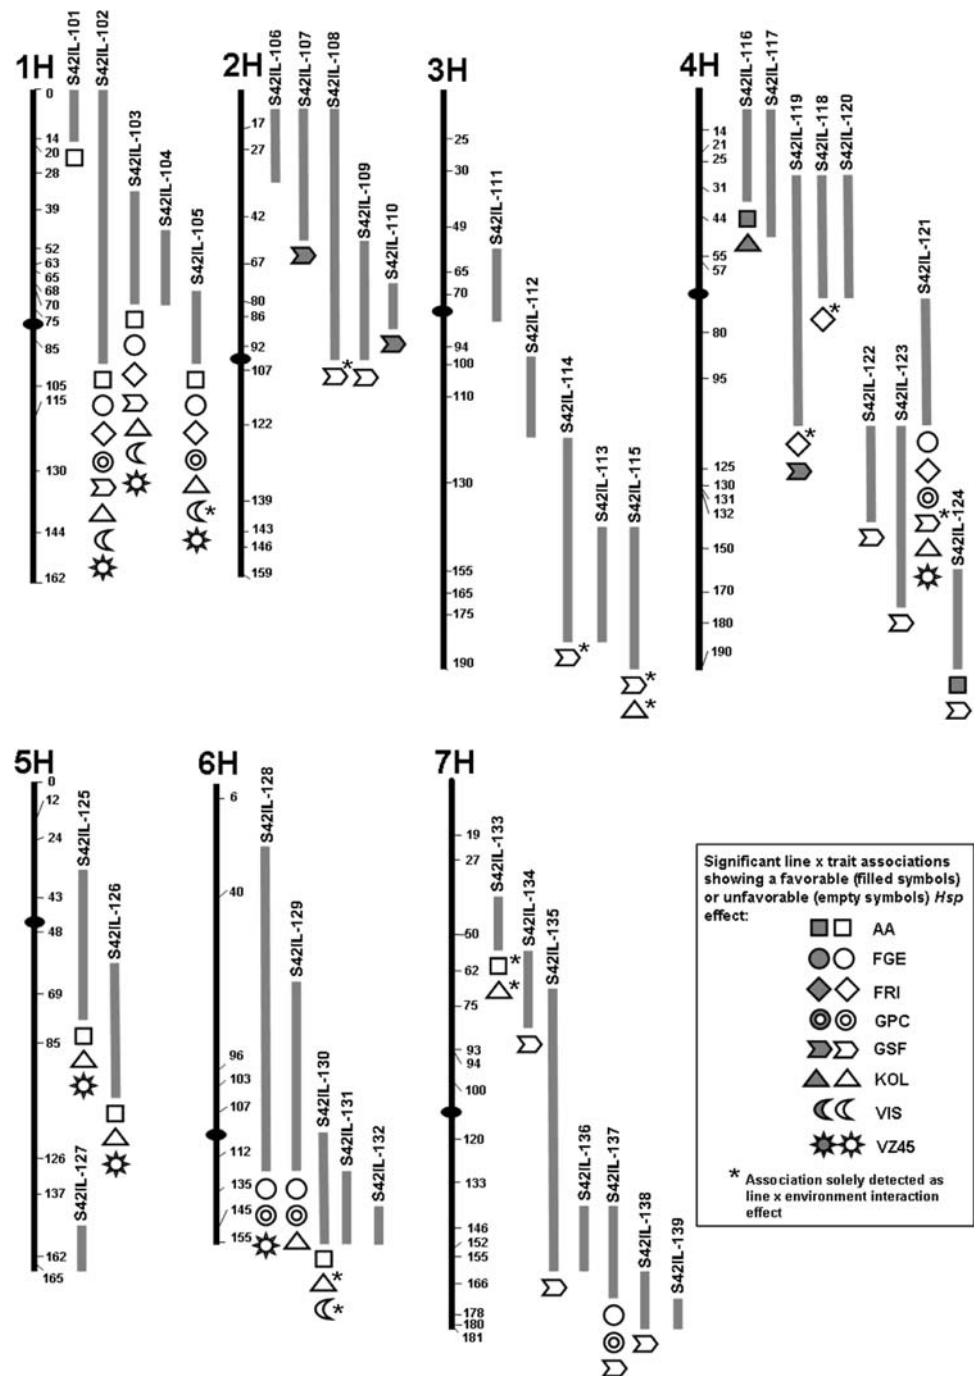 1H
S42IL-101
S42IL-102
S42IL-103
S42IL-104
S42IL-105
0
14
20
28
39
52
63
65
68
70
75
85
105
115
130
144
162
2H
S42IL-106
S42IL-107
S42IL-108
S42IL-109
S42IL-110
17
27
42
67
80
86
92
107
122
139
143
146
159
*
3H
S42IL-111
S42IL-112
S42IL-114
S42IL-113
S42IL-115
25
30
49
65
70
94
100
110
130
155
165
175
190
*
*
*
4H
S42IL-116
S42IL-117
S42IL-119
S42IL-118
S42IL-120
S42IL-121
S42IL-122
S42IL-123
S42IL-124
14
21
25
31
44
55
57
80
95
125
130
131
132
150
170
180
190
*
*
*
*
5H
S42IL-125
S42IL-126
S42IL-127
0
12
24
43
48
69
85
126
137
162
165
6H
S42IL-128
S42IL-129
S42IL-130
S42IL-131
S42IL-132
6
40
96
103
107
112
135
145
155
*
*
7H
S42IL-133
S42IL-134
S42IL-135
S42IL-136
S42IL-137
S42IL-138
S42IL-139
19
27
50
62
75
93
94
100
120
133
146
152
155
166
178
180
181
*
*
Significant line x trait associations
showing a favorable (filled symbols)
or unfavorable (empty symbols) Hsp
effect:
AA
FGE
FRI
GPC
GSF
KOL
VIS
VZ45
* Association solely detected as
line x environment interaction
effect